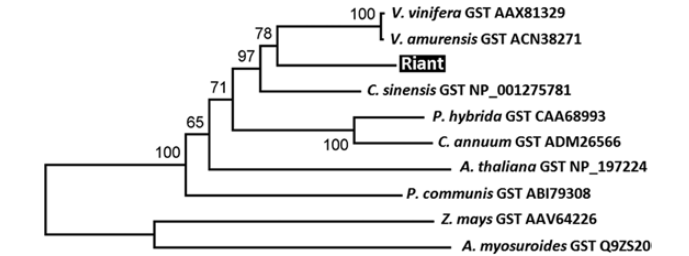 100 V. vinifera GST AAX81329
78 V. amurensis GST ACN38271
Riant
97
C. sinensis GST NP_001275781
71
P. hybrida GST CAA68993
65
100 C. annuum GST ADM26566
100
A. thaliana GST NP_197224
P. communis GST ABI79308
Z. mays GST AAV64226
A. myosuroides GST Q9ZS20